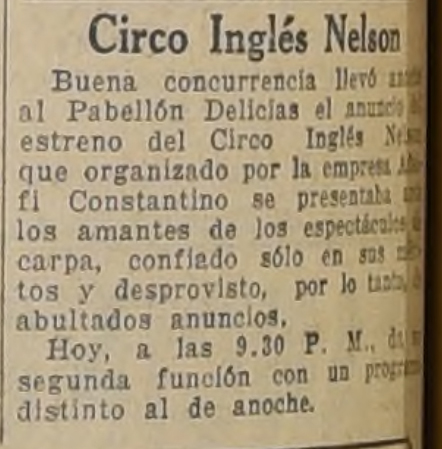 Circo Inglés Nelson
Buena concurrencia llevó
al Pabellón Delicias el anuncio
estreno del Circo Inglés
que organizado por la empresa
fi Constantino se presentaba
los amantes de los espectáculos
carpa, confiado sólo en sus
tos y desprovisto, por lo tanto,
abultados anuncios.
Hoy, a las 9.30 P. M.,
segunda función con un
distinto al de anoche.